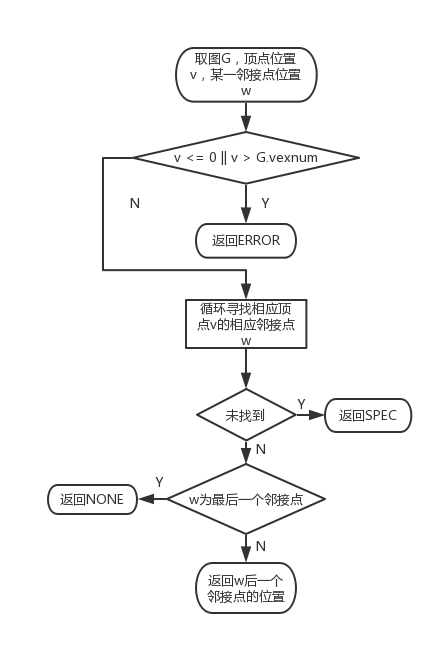 取图G，顶点位置
v，某一邻接点位置
w
v <= 0 || v > G.vexnum
N
Y
返回ERROR
循环寻找相应顶
点v的相应邻接点
w
未找到
Y
返回SPEC
N
Y
返回NONE
w为最后一个邻接点
N
返回w后一个
邻接点的位置